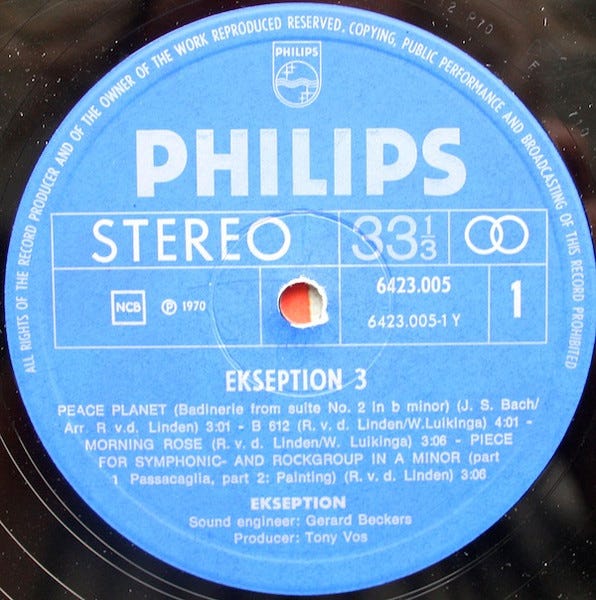 ALL RIGHTS OF THE RECORD PRODUCER AND OF THE OWNER OF THE WORK REPRODUCED RESERVED. COPYING, PUBLIC PERFORMANCE AND BROADCASTING OF THIS RECORD PROHIBITED
PHILIPS
PHILIPS
STEREO 33 1/3
NCB ℗ 1970 6423.005 1
6423.005-1 Y
EKSEPTION 3
PEACE PLANET (Badinerie from suite No. 2 in b minor) (J. S. Bach/
Arr. R v.d. Linden) 3:01 - B 612 (R. v. d. Linden/W.Luikinga) 4:01 -
MORNING ROSE (R. v. d. Linden/W. Luikinga) 3:06 - PIECE
FOR SYMPHONIC- AND ROCKGROUP IN A MINOR (part
1 Passacaglia, part 2: Painting) (R. v. d. Linden) 3:06
EKSEPTION
Sound engineer: Gerard Beckers
Producer: Tony Vos